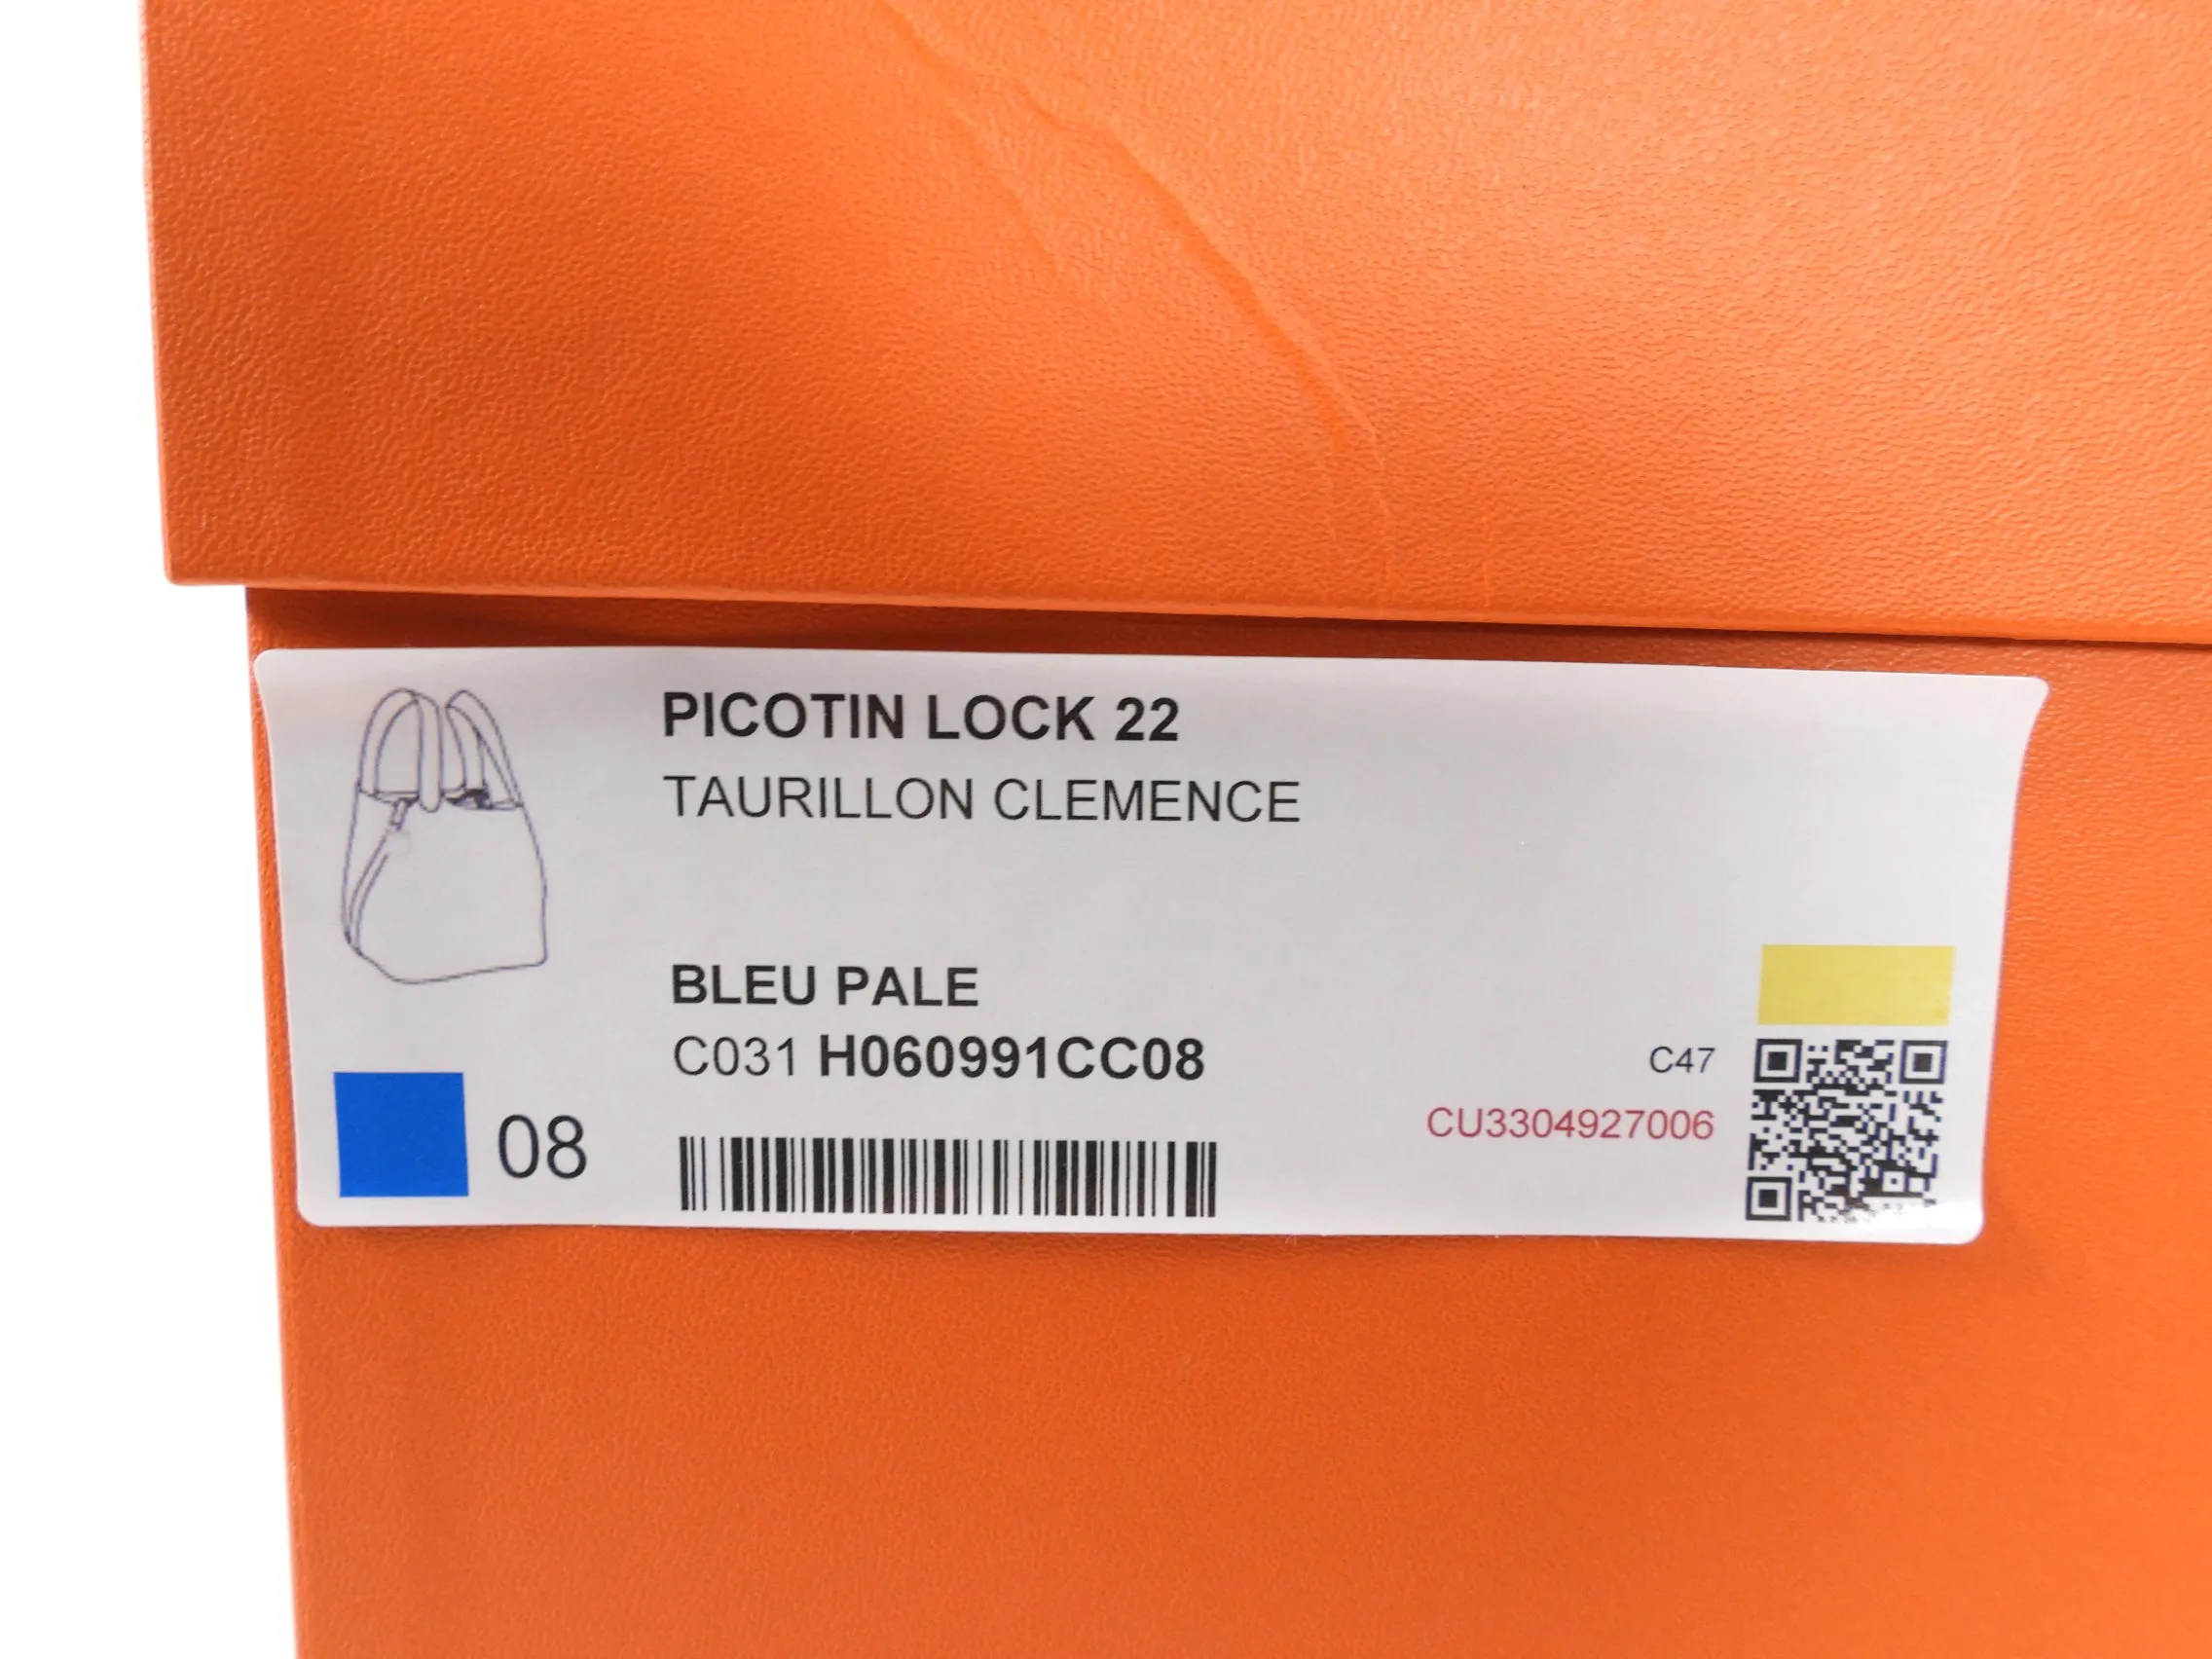 PICOTIN LOCK 22
TAURILLON CLEMENCE
BLEU PALE
C031 H060991CC08
08
C47
CU3304927006